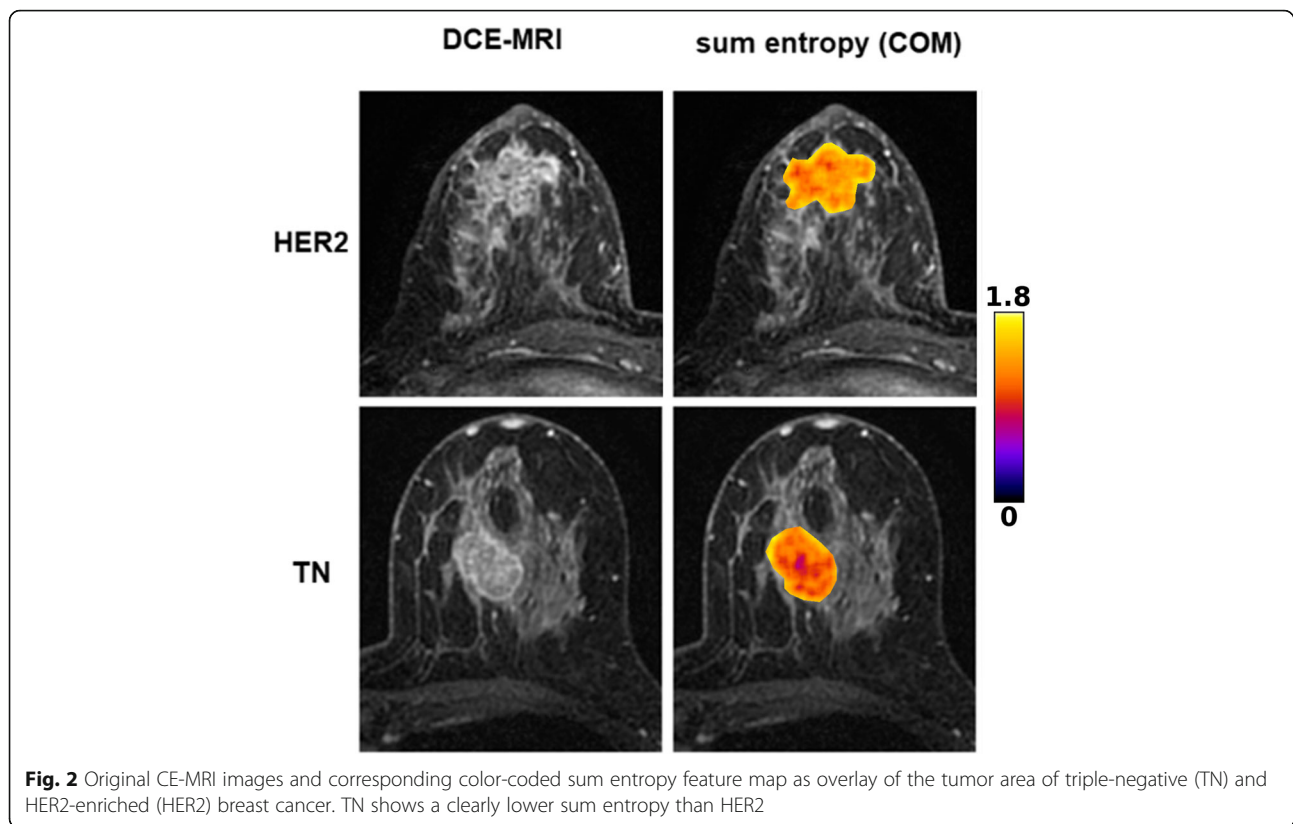 DCE-MRI
sum entropy (COM)
HER2
1.8
0
TN
Fig. 2 Original CE-MRI images and corresponding color-coded sum entropy feature map as overlay of the tumor area of triple-negative (TN) and
HER2-enriched (HER2) breast cancer. TN shows a clearly lower sum entropy than HER2